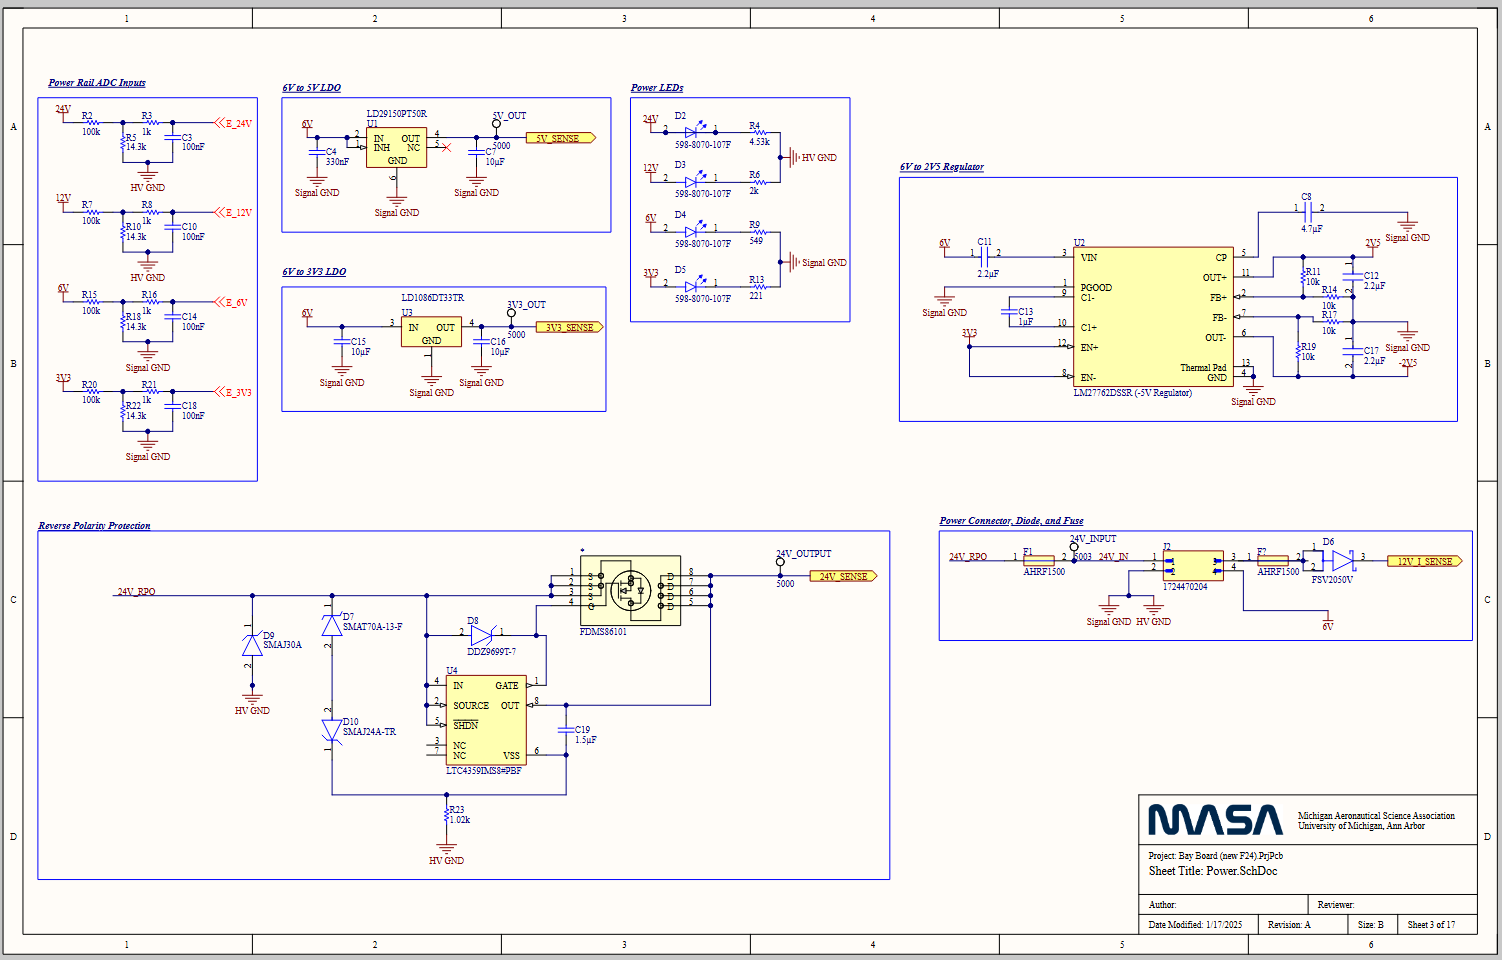 1 2 3 4 5 6
A A
B B
C C
D D
Power Rail ADC Inputs
24V
R2
100k
R3
1k
R5
14.3k
C3
100nF
E_24V
HV GND
12V
R7
100k
R8
1k
R10
14.3k
C10
100nF
E_12V
HV GND
6V
R15
100k
R16
1k
R18
14.3k
C14
100nF
E_6V
Signal GND
3V3
R20
100k
R21
1k
R22
14.3k
C18
100nF
E_3V3
Signal GND
6V to 5V LDO
LD29150PT50R
U1
6V
2 IN OUT 4
1 INH NC 5
GND
6
C4
330nF
Signal GND
Signal GND
5V_OUT
5000
5V_SENSE
C7
10µF
Signal GND
6V to 3V3 LDO
LD1086DT33TR
U3
6V
3 IN OUT 4
GND
1
C15
10µF
Signal GND
Signal GND
3V3_OUT
5000
3V3_SENSE
C16
10µF
Signal GND
Power LEDs
24V
D2
2 1
598-8070-107F
R4
4.53k
HV GND
12V
D3
2 1
598-8070-107F
R6
2k
6V
D4
2 1
598-8070-107F
R9
549
Signal GND
3V3
D5
2 1
598-8070-107F
R13
221
6V to 2V5 Regulator
6V
C11
1 2
2.2µF
Signal GND
C13
1µF
3V3
U2
3 VIN CP 5
OUT+ 11
1 PGOOD
9 C1- FB+ 2
FB- 7
10 C1+
OUT- 6
12 EN+
Thermal Pad 13
8 EN- GND 4
LM27762DSSR (-5V Regulator)
Signal GND
C8
1 2
4.7µF
Signal GND
2V5
R11
10k
C12
2.2µF
1
2
R14
10k
R17
10k
Signal GND
R19
10k
C17
2.2µF
1
2
-2V5
Reverse Polarity Protection
24V_RPO
D9
SMAJ30A
1
2
HV GND
D7
SMAT70A-13-F
1
2
D10
SMAJ24A-TR
2
1
D8
2 1
DDZ9699T-7
U4
4 IN GATE 1
2 SOURCE OUT 8
5 SHDN
3 NC
7 NC VSS 6
LTC4359IMS8#PBF
C19
1.5µF
R23
1.02k
HV GND
*
1 S D 8
2 S D 7
3 S D 6
4 G D 5
FDMS86101
24V_OUTPUT
5000
24V_SENSE
Power Connector, Diode, and Fuse
24V_RPO
F1
1 2
AHRF1500
24V_INPUT
5003
24V_IN
J2
1 1 3 3
2 2 4 4
1724470204
Signal GND HV GND
F?
1 2
AHRF1500
6V
D6
1
2
3
FSV2050V
12V_I_SENSE
MASA
Michigan Aeronautical Science Association
University of Michigan, Ann Arbor
Project: Bay Board (new F24).PrjPcb
Sheet Title: Power.SchDoc
Author: Reviewer:
Date Modified: 1/17/2025 Revision: A Size: B Sheet 3 of 17
1 2 3 4 5 6